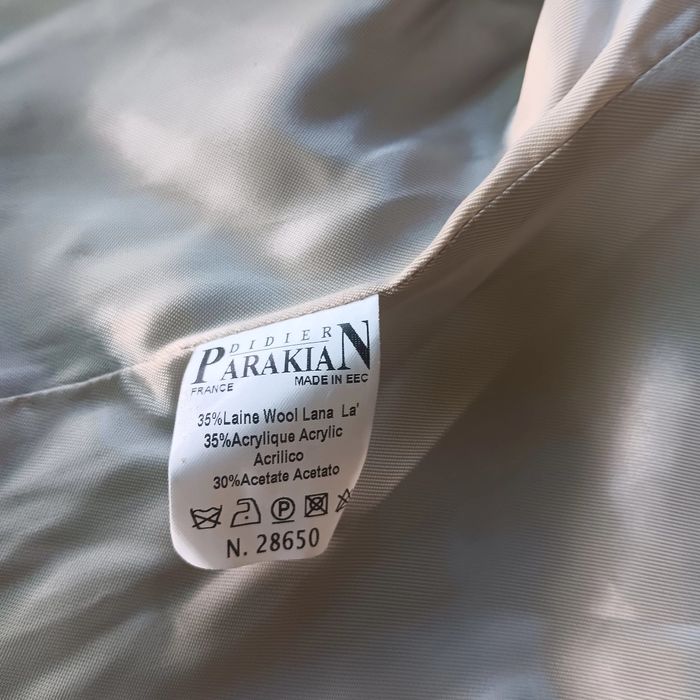 DIDIER
PARAKIAN
FRANCE MADE IN EEC
35%Laine Wool Lana La'
35%Acrylique Acrylic
Acrilico
30%Acetate Acetato
P
N. 28650